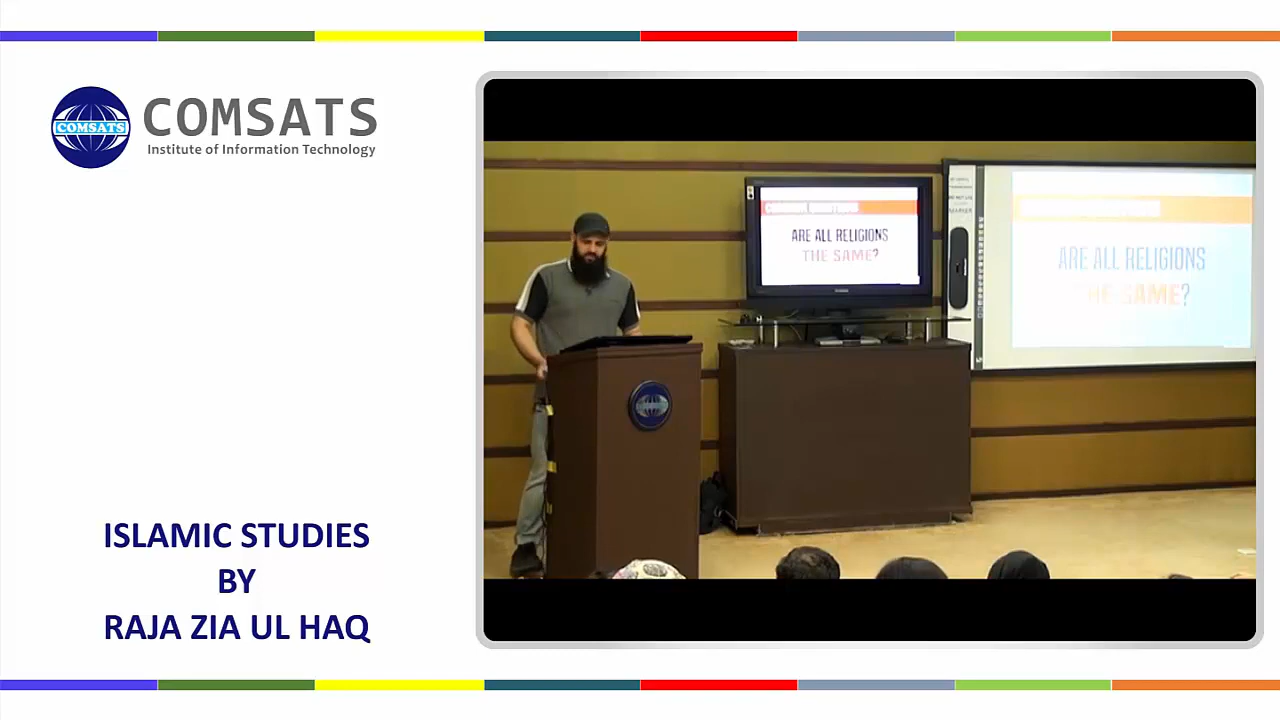 COMSATS
COMSATS
Institute of Information Technology
ISLAMIC STUDIES
BY
RAJA ZIA UL HAQ
ARE ALL RELIGIONS
THE SAME?
ARE ALL RELIGIONS
THE SAME?